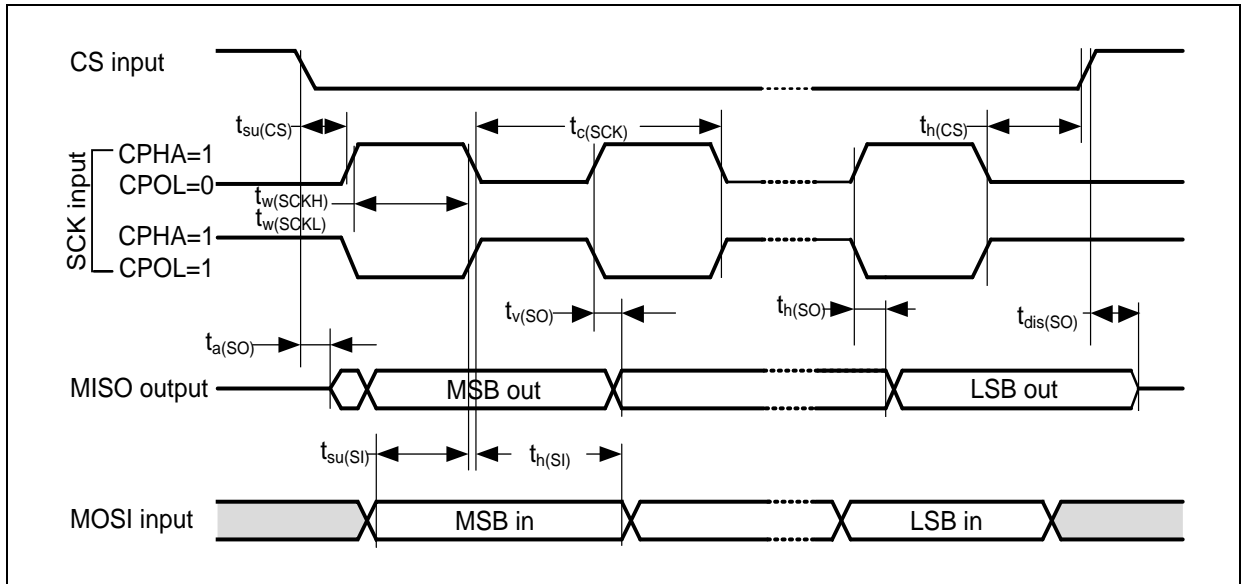 CS input
tsu(CS)
tc(SCK)
th(CS)
SCK input
CPHA=1
CPOL=0
tw(SCKH)
tw(SCKL)
CPHA=1
CPOL=1
tv(SO)
th(SO)
tdis(SO)
ta(SO)
MISO output
MSB out
LSB out
tsu(SI)
th(SI)
MOSI input
MSB in
LSB in